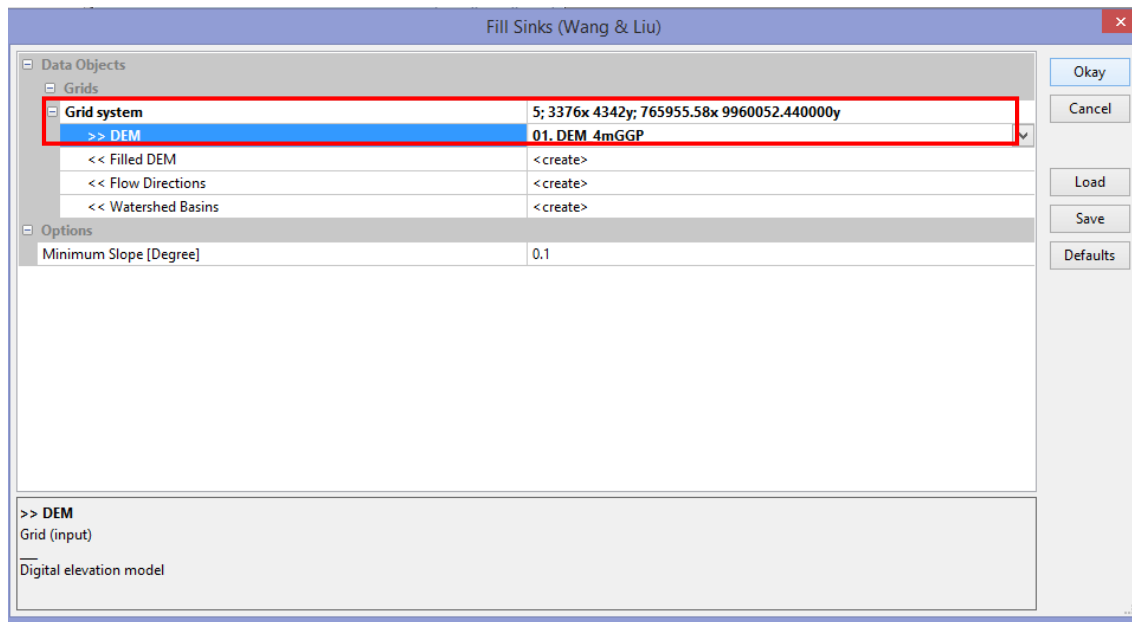 Fill Sinks (Wang & Liu)
Data Objects
Grids
Grid system 5; 3376x 4342y; 765955.58x 9960052.440000y
>> DEM 01. DEM_4mGGP
<< Filled DEM <create>
<< Flow Directions <create>
<< Watershed Basins <create>
Options
Minimum Slope [Degree] 0.1
Okay
Cancel
Load
Save
Defaults
>> DEM
Grid (input)
Digital elevation model